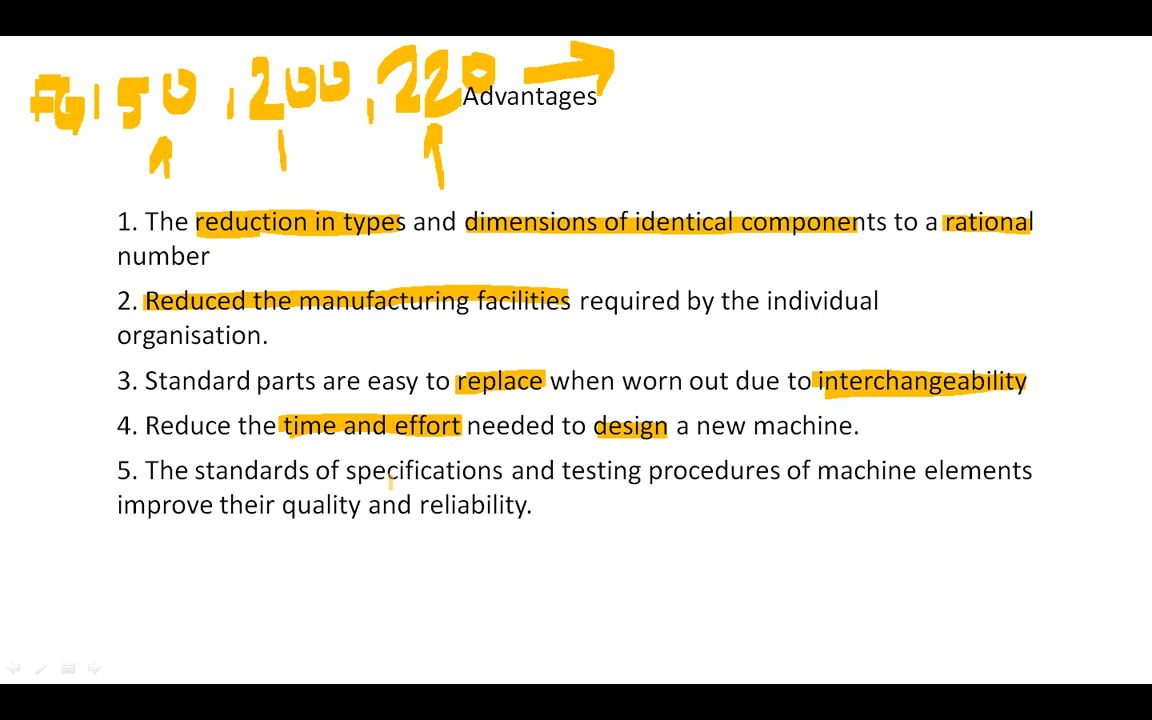 FG 150, 200, 220 →
Advantages
1. The reduction in types and dimensions of identical components to a rational
number
2. Reduced the manufacturing facilities required by the individual
organisation.
3. Standard parts are easy to replace when worn out due to interchangeability
4. Reduce the time and effort needed to design a new machine.
5. The standards of specifications and testing procedures of machine elements
improve their quality and reliability.